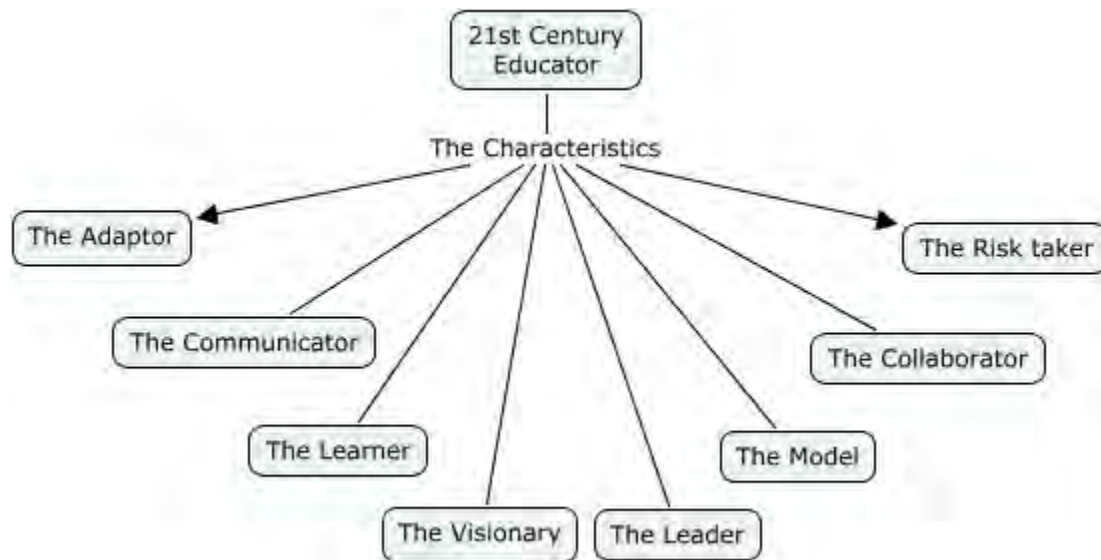 21st Century
Educator
The Characteristics
The Adaptor
The Risk taker
The Communicator
The Collaborator
The Learner
The Model
The Visionary
The Leader